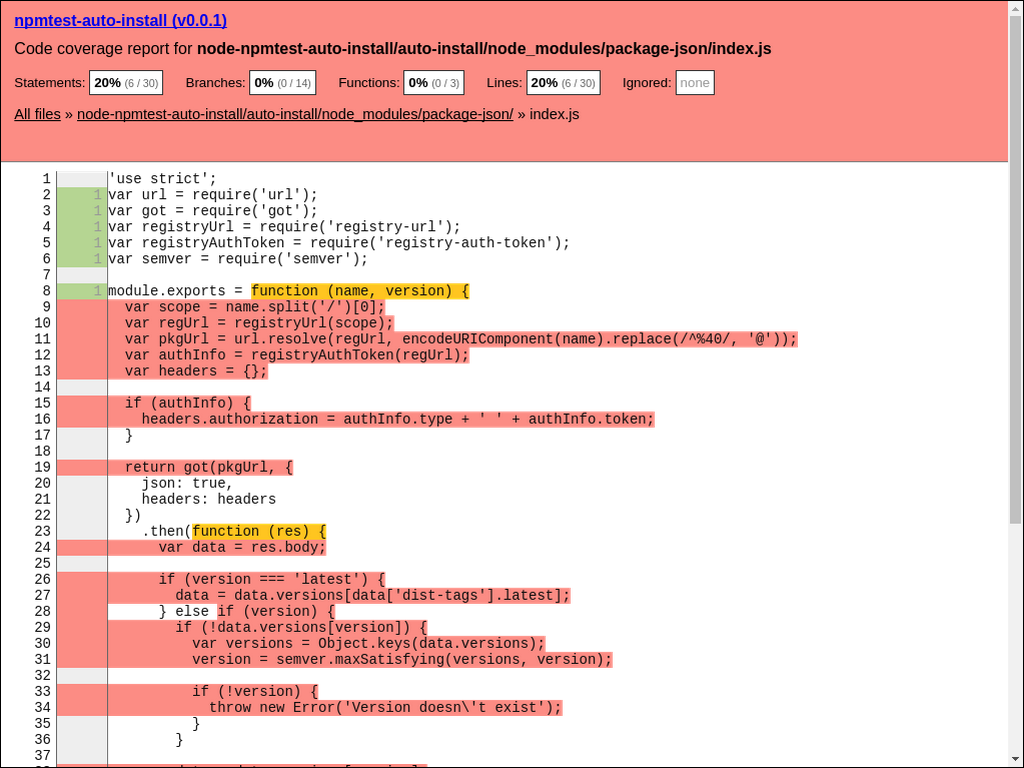 npmtest-auto-install (v0.0.1)
Code coverage report for node-npmtest-auto-install/auto-install/node_modules/package-json/index.js
Statements: 20% (6 / 30) Branches: 0% (0 / 14) Functions: 0% (0 / 3) Lines: 20% (6 / 30) Ignored: none
All files » node-npmtest-auto-install/auto-install/node_modules/package-json/ » index.js
1 'use strict';
2 1 var url = require('url');
3 1 var got = require('got');
4 1 var registryUrl = require('registry-url');
5 1 var registryAuthToken = require('registry-auth-token');
6 1 var semver = require('semver');
7
8 1 module.exports = function (name, version) {
9 var scope = name.split('/')[0];
10 var regUrl = registryUrl(scope);
11 var pkgUrl = url.resolve(regUrl, encodeURIComponent(name).replace(/^%40/, '@'));
12 var authInfo = registryAuthToken(regUrl);
13 var headers = {};
14
15 if (authInfo) {
16 headers.authorization = authInfo.type + ' ' + authInfo.token;
17 }
18
19 return got(pkgUrl, {
20 json: true,
21 headers: headers
22 })
23 .then(function (res) {
24 var data = res.body;
25
26 if (version === 'latest') {
27 data = data.versions[data['dist-tags'].latest];
28 } else if (version) {
29 if (!data.versions[version]) {
30 var versions = Object.keys(data.versions);
31 version = semver.maxSatisfying(versions, version);
32
33 if (!version) {
34 throw new Error('Version doesn\'t exist');
35 }
36 }
37